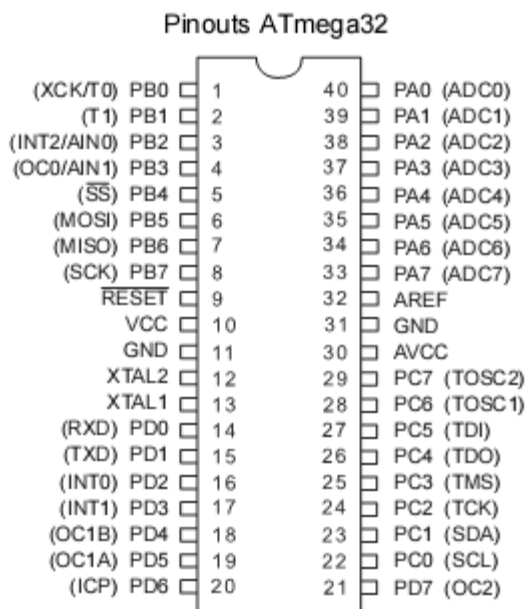 Pinouts ATmega32
(XCK/T0) PB0 1 40 PA0 (ADC0)
(T1) PB1 2 39 PA1 (ADC1)
(INT2/AIN0) PB2 3 38 PA2 (ADC2)
(OC0/AIN1) PB3 4 37 PA3 (ADC3)
(SS) PB4 5 36 PA4 (ADC4)
(MOSI) PB5 6 35 PA5 (ADC5)
(MISO) PB6 7 34 PA6 (ADC6)
(SCK) PB7 8 33 PA7 (ADC7)
RESET 9 32 AREF
VCC 10 31 GND
GND 11 30 AVCC
XTAL2 12 29 PC7 (TOSC2)
XTAL1 13 28 PC6 (TOSC1)
(RXD) PD0 14 27 PC5 (TDI)
(TXD) PD1 15 26 PC4 (TDO)
(INT0) PD2 16 25 PC3 (TMS)
(INT1) PD3 17 24 PC2 (TCK)
(OC1B) PD4 18 23 PC1 (SDA)
(OC1A) PD5 19 22 PC0 (SCL)
(ICP) PD6 20 21 PD7 (OC2)